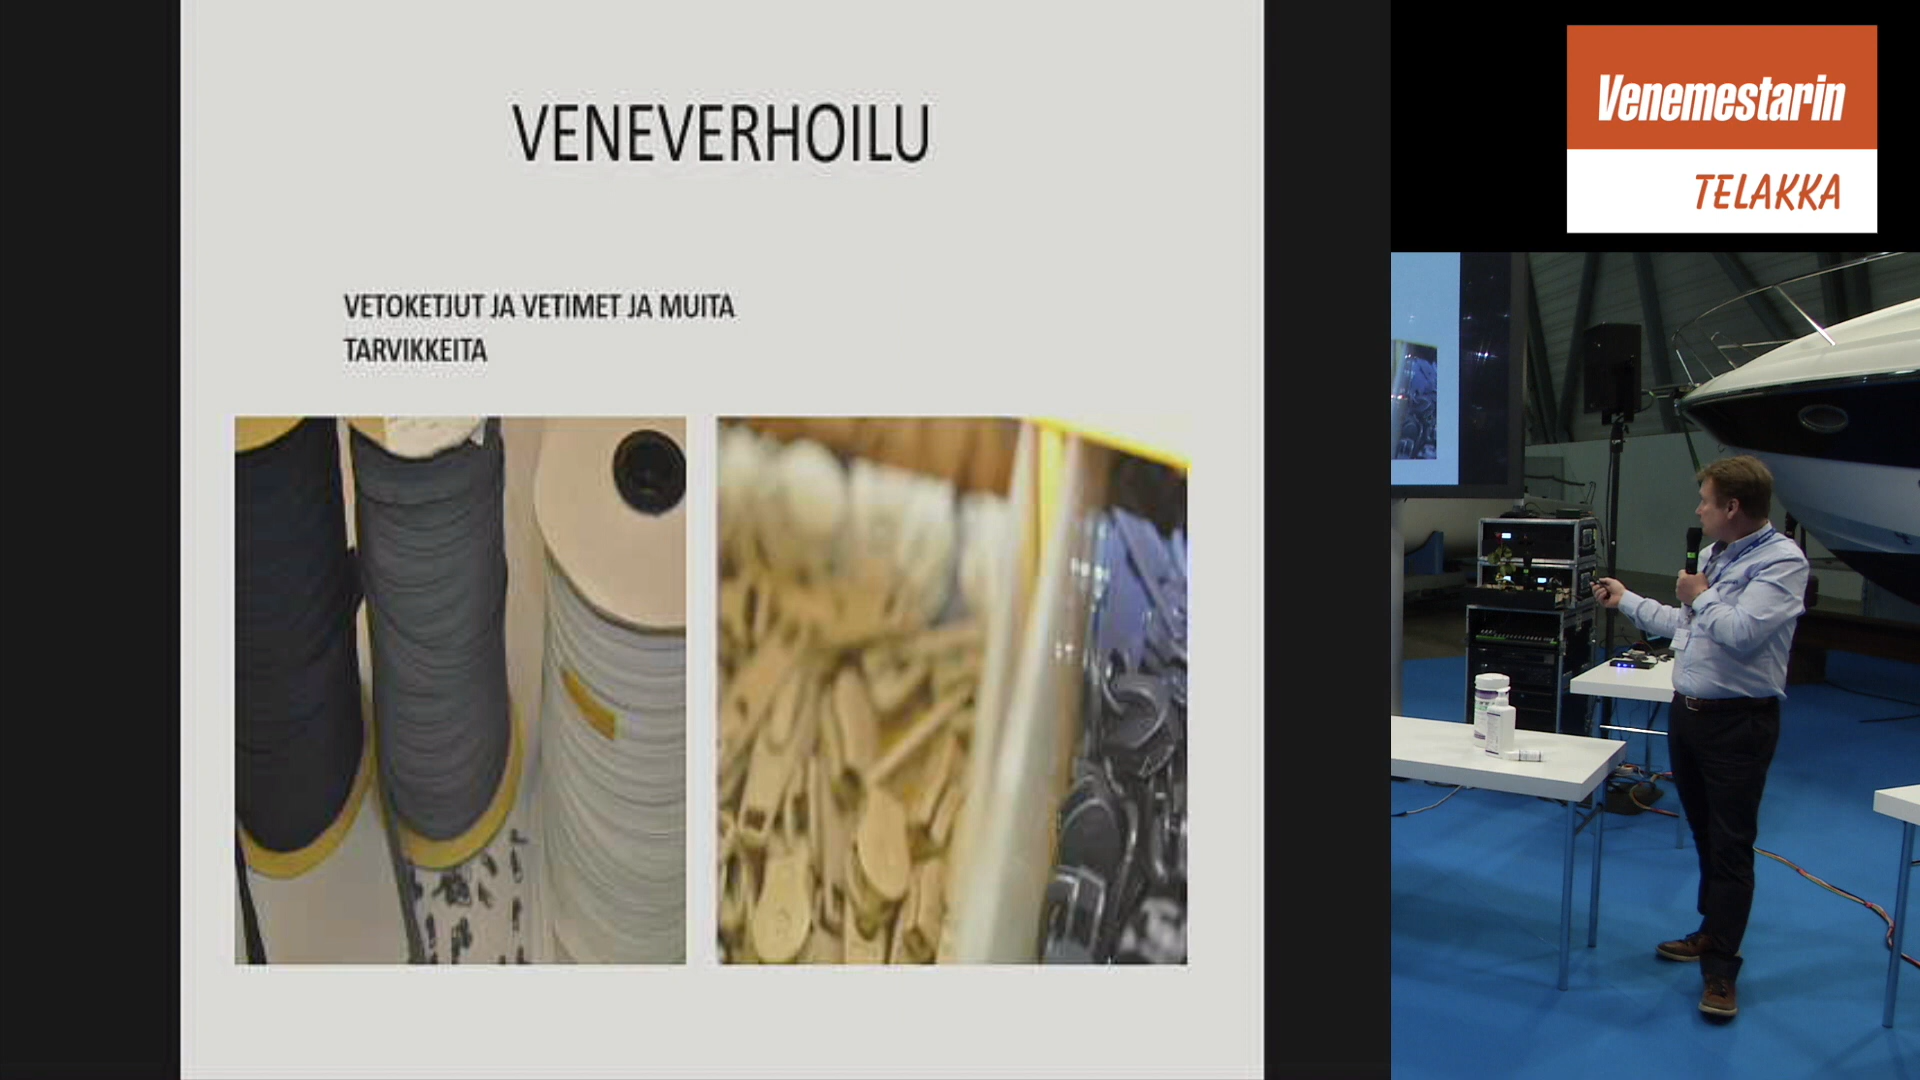 VENEVERHOILU
VETOKETJUT JA VETIMET JA MUITA
TARVIKKEITA
Venemestarin
TELAKKA